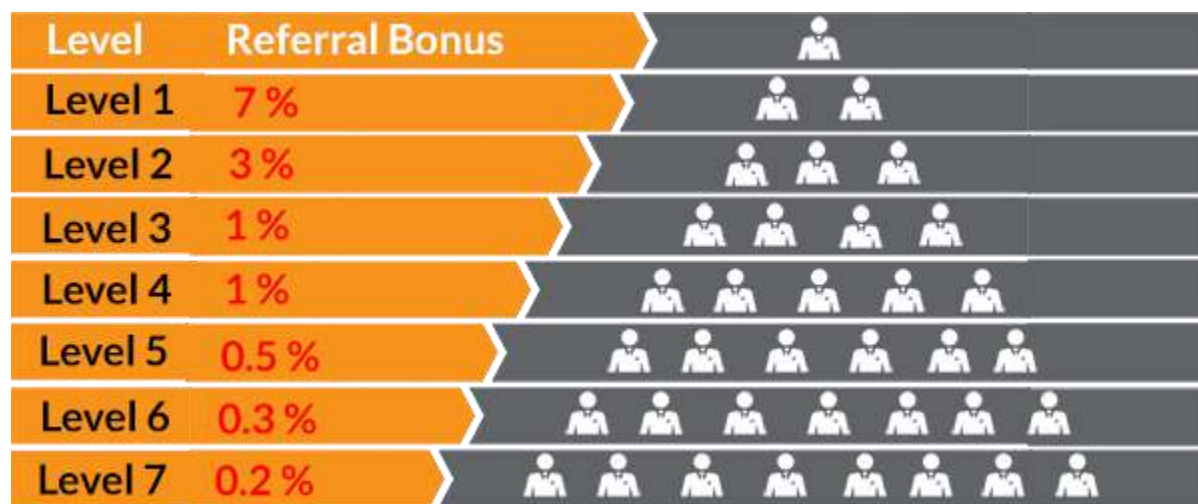 Level Referral Bonus
Level 1 7 %
Level 2 3 %
Level 3 1 %
Level 4 1 %
Level 5 0.5 %
Level 6 0.3 %
Level 7 0.2 %